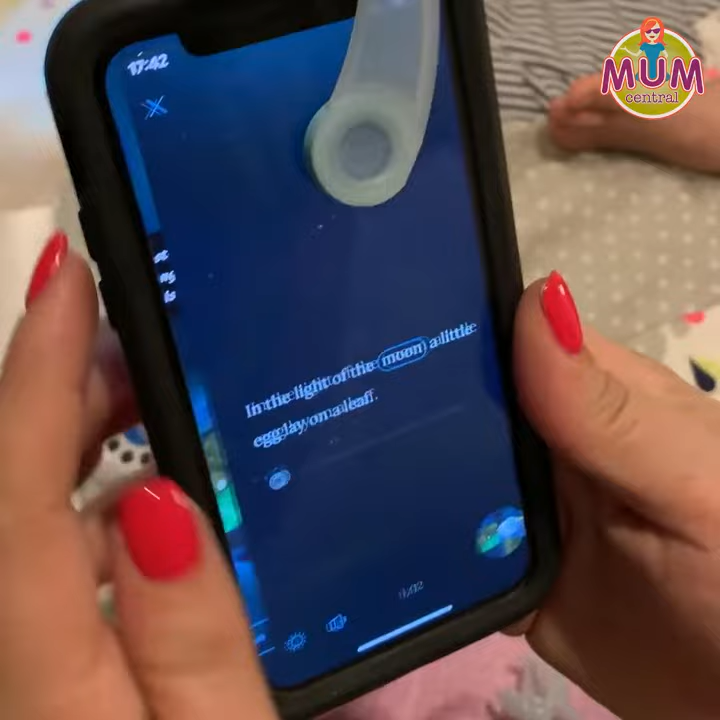 MUM
central
17:42
In the light of the moon a little
egg lay on a leaf.